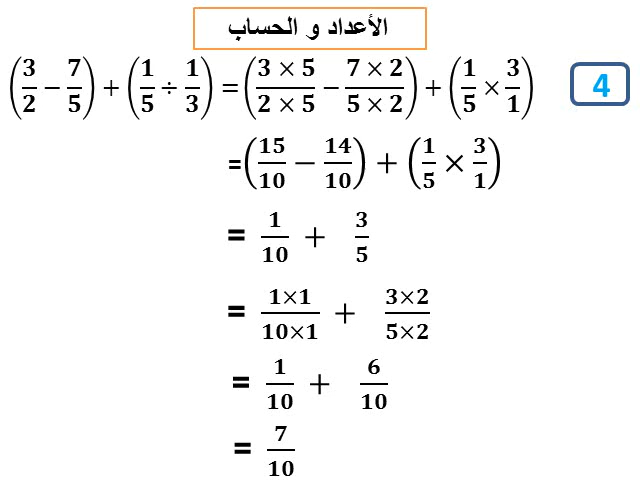 الأعداد و الحساب
(3/2 − 7/5) + (1/5 ÷ 1/3) = ((3 × 5)/(2 × 5) − (7 × 2)/(5 × 2)) + (1/5 × 3/1)
4
= (15/10 − 14/10) + (1/5 × 3/1)
= 1/10 + 3/5
= (1×1)/(10×1) + (3×2)/(5×2)
= 1/10 + 6/10
= 7/10